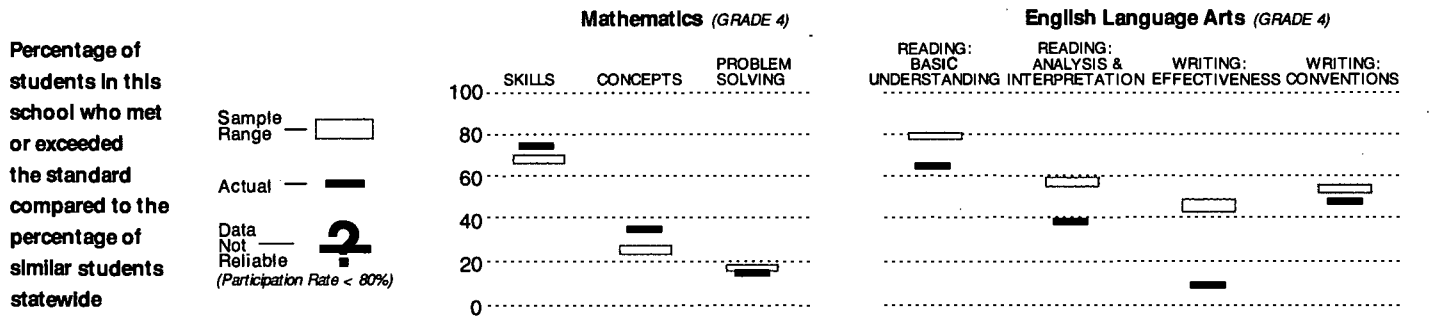 Mathematics (GRADE 4)
English Language Arts (GRADE 4)
Percentage of
students in this
school who met
or exceeded
the standard
compared to the
percentage of
similar students
statewide
Sample
Range
Actual
Data
Not
Reliable
?
(Participation Rate < 80%)
SKILLS
CONCEPTS
PROBLEM
SOLVING
READING:
BASIC
UNDERSTANDING
READING:
ANALYSIS &
INTERPRETATION
WRITING:
EFFECTIVENESS
WRITING:
CONVENTIONS
100
80
60
40
20
0